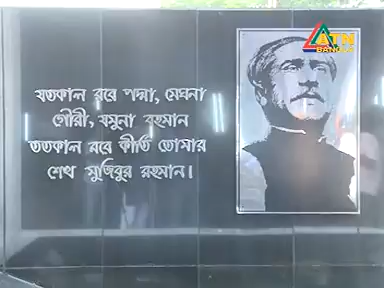 যতকাল রবে পদ্মা, মেঘনা
গৌরী, যমুনা বহমান
ততকাল রবে কীর্তি তোমার
শেখ মুজিবুর রহমান।
ATN
BANGLA